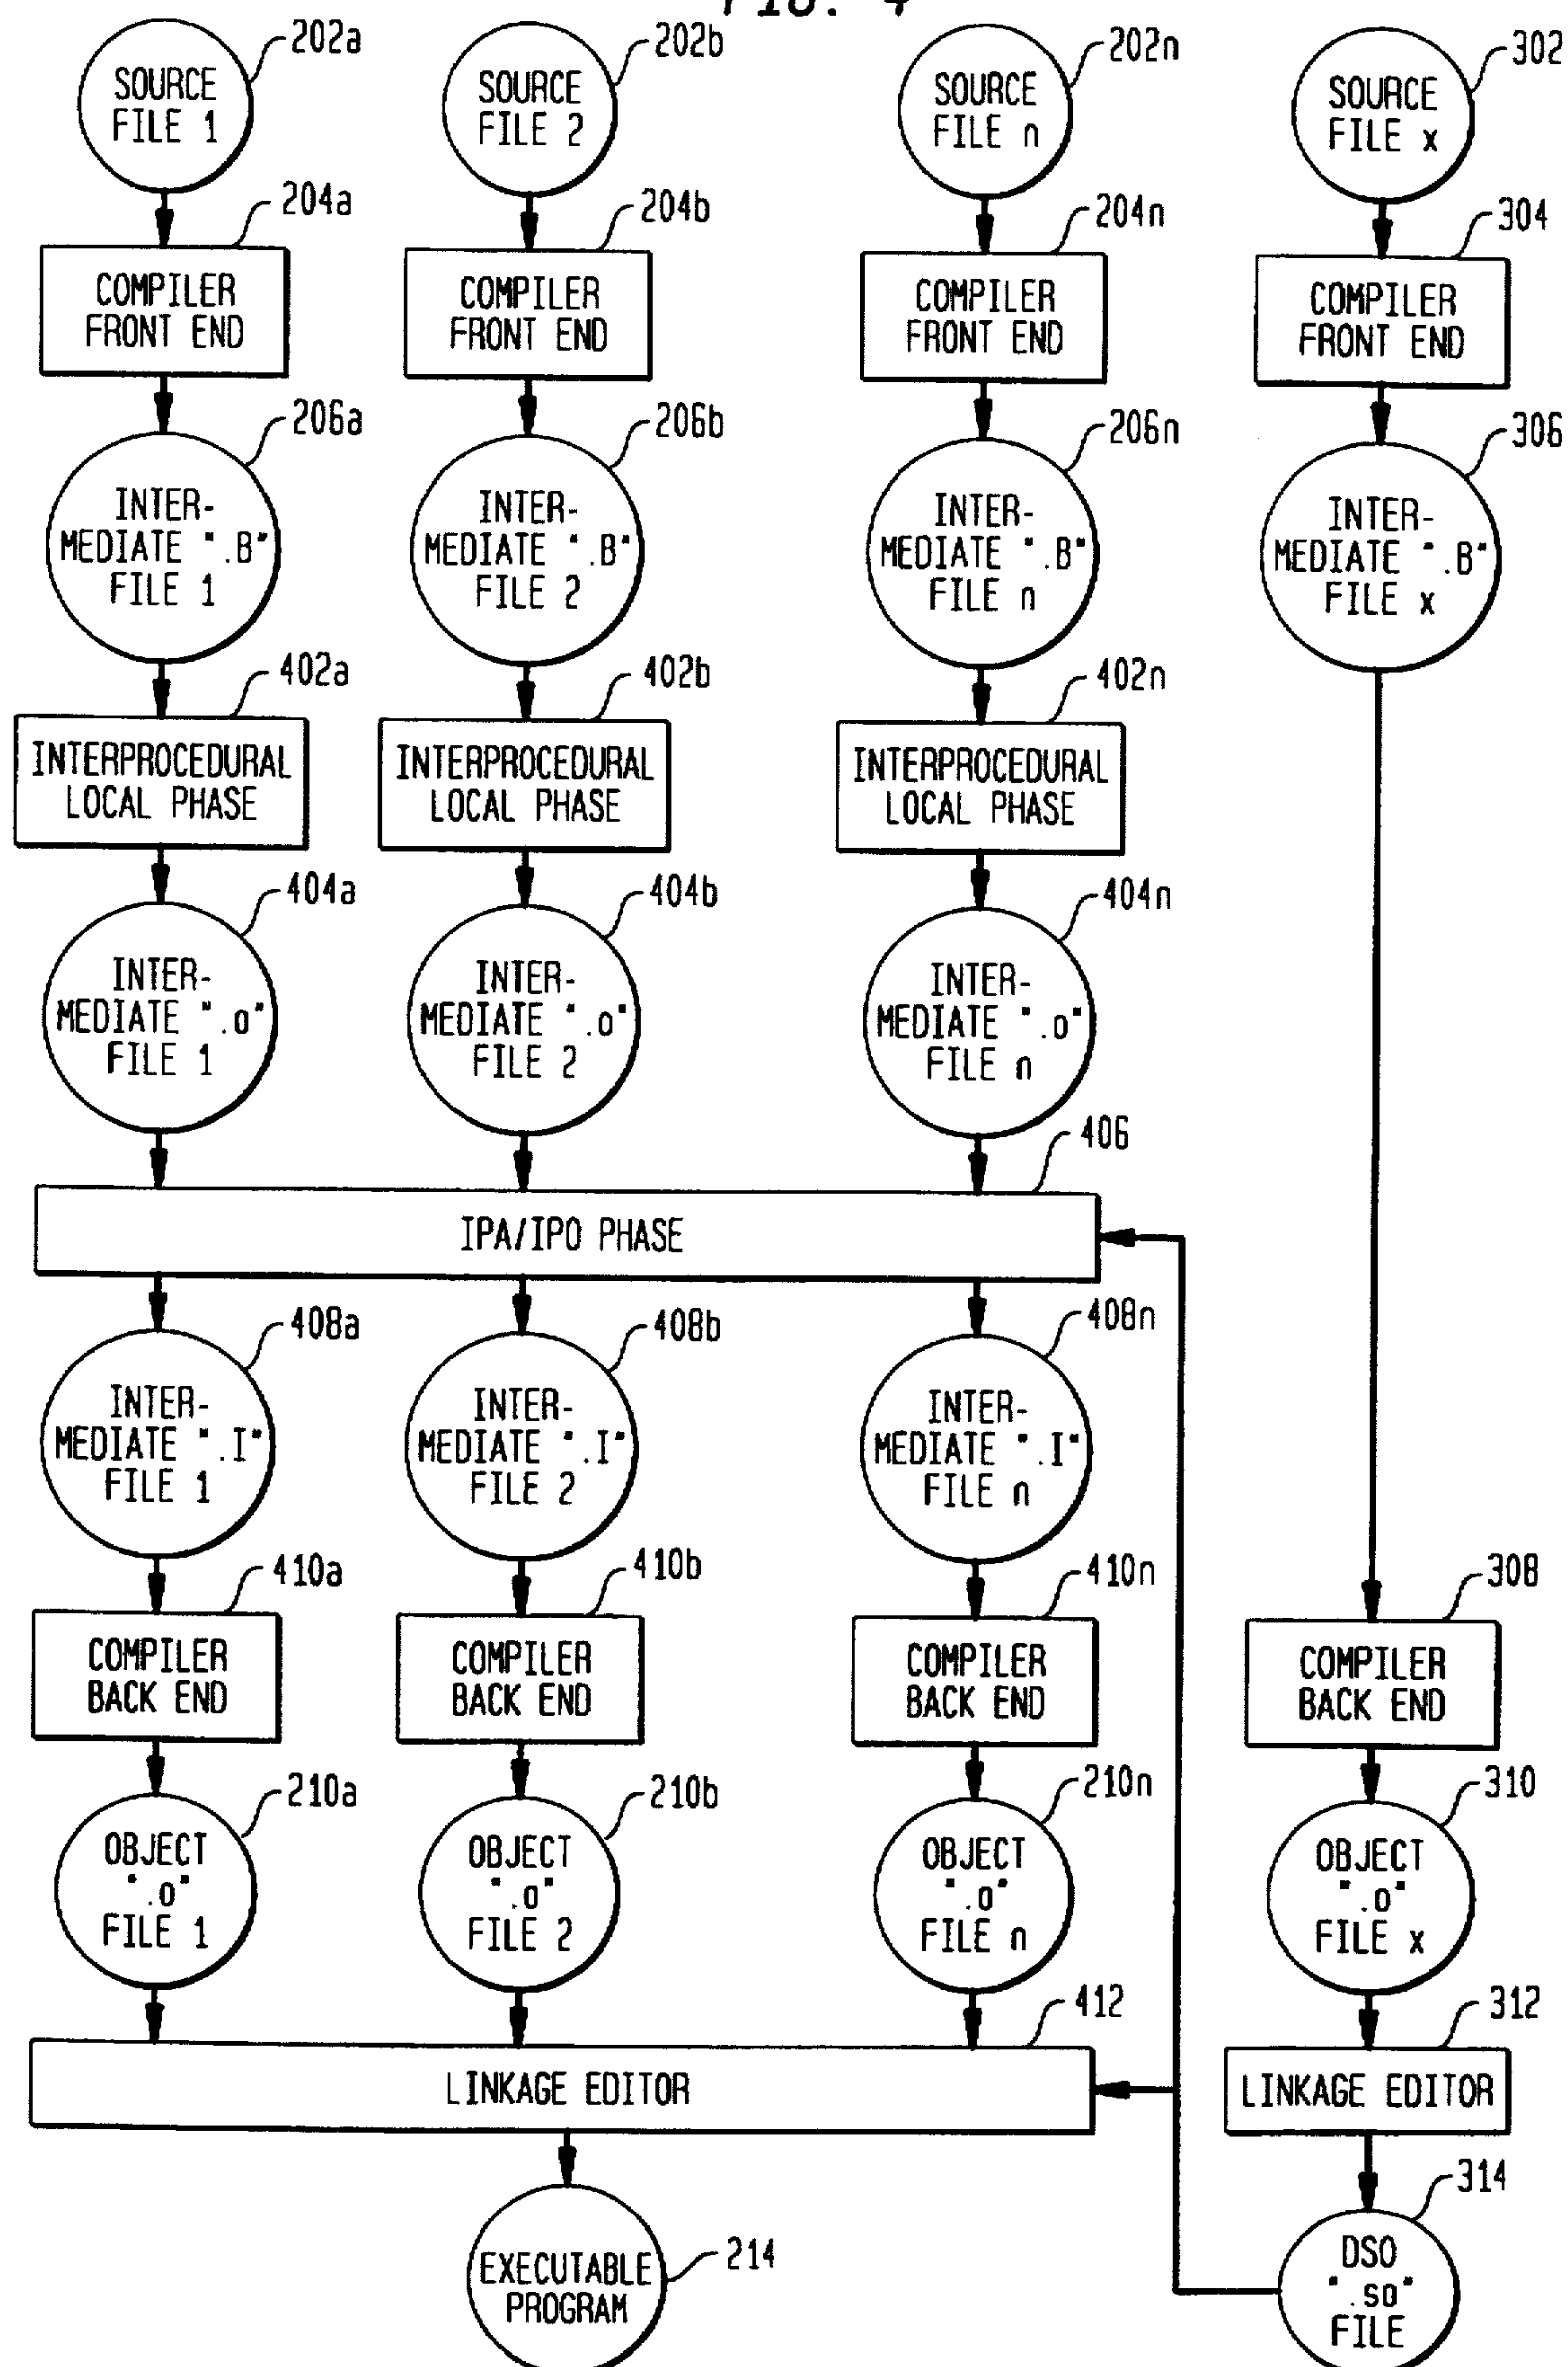 FIG. 4
202a
202b
202n
302
SOURCE
FILE 1
SOURCE
FILE 2
SOURCE
FILE n
SOURCE
FILE x
204a
204b
204n
304
COMPILER
FRONT END
COMPILER
FRONT END
COMPILER
FRONT END
COMPILER
FRONT END
206a
206b
206n
306
INTER-
MEDIATE ".B"
FILE 1
INTER-
MEDIATE ".B"
FILE 2
INTER-
MEDIATE ".B"
FILE n
INTER-
MEDIATE ".B"
FILE x
402a
402b
402n
INTERPROCEDURAL
LOCAL PHASE
INTERPROCEDURAL
LOCAL PHASE
INTERPROCEDURAL
LOCAL PHASE
404a
404b
404n
INTER-
MEDIATE ".o"
FILE 1
INTER-
MEDIATE ".o"
FILE 2
INTER-
MEDIATE ".o"
FILE n
406
IPA/IPO PHASE
408a
408b
408n
INTER-
MEDIATE ".I"
FILE 1
INTER-
MEDIATE ".I"
FILE 2
INTER-
MEDIATE ".I"
FILE n
410a
410b
410n
308
COMPILER
BACK END
COMPILER
BACK END
COMPILER
BACK END
COMPILER
BACK END
210a
210b
210n
310
OBJECT
".o"
FILE 1
OBJECT
".o"
FILE 2
OBJECT
".o"
FILE n
OBJECT
".o"
FILE x
412
312
LINKAGE EDITOR
LINKAGE EDITOR
314
EXECUTABLE
PROGRAM
214
DSO
".so"
FILE